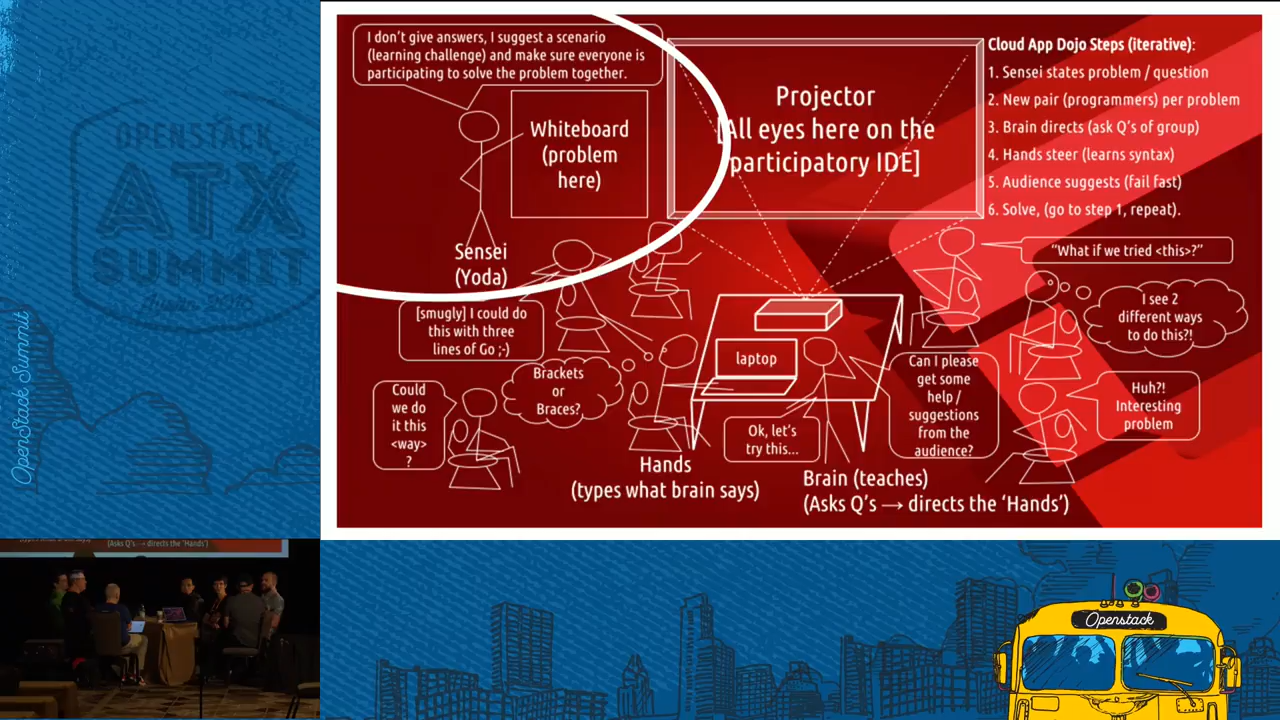 I don't give answers, I suggest a scenario
(learning challenge) and make sure everyone is
participating to solve the problem together.
Whiteboard
(problem
here)
Sensei
(Yoda)
Projector
[All eyes here on the
participatory IDE]
Cloud App Dojo Steps (iterative):
1. Sensei states problem / question
2. New pair (programmers) per problem
3. Brain directs (ask Q's of group)
4. Hands steer (learns syntax)
5. Audience suggests (fail fast)
6. Solve, (go to step 1, repeat).
"What if we tried <this>?"
I see 2
different ways
to do this?!
Huh?!
Interesting
problem
[smugly] I could do
this with three
lines of Go ;-)
Brackets
or
Braces?
Could
we do
it this
<way>
?
laptop
Ok, let's
try this...
Can I please
get some
help /
suggestions
from the
audience?
Hands
(types what brain says)
Brain (teaches)
(Asks Q's → directs the 'Hands')
OPENSTACK
ATX
SUMMIT
OpenStack Summit
(Asks Q's → directs the 'Hands')
Openstack